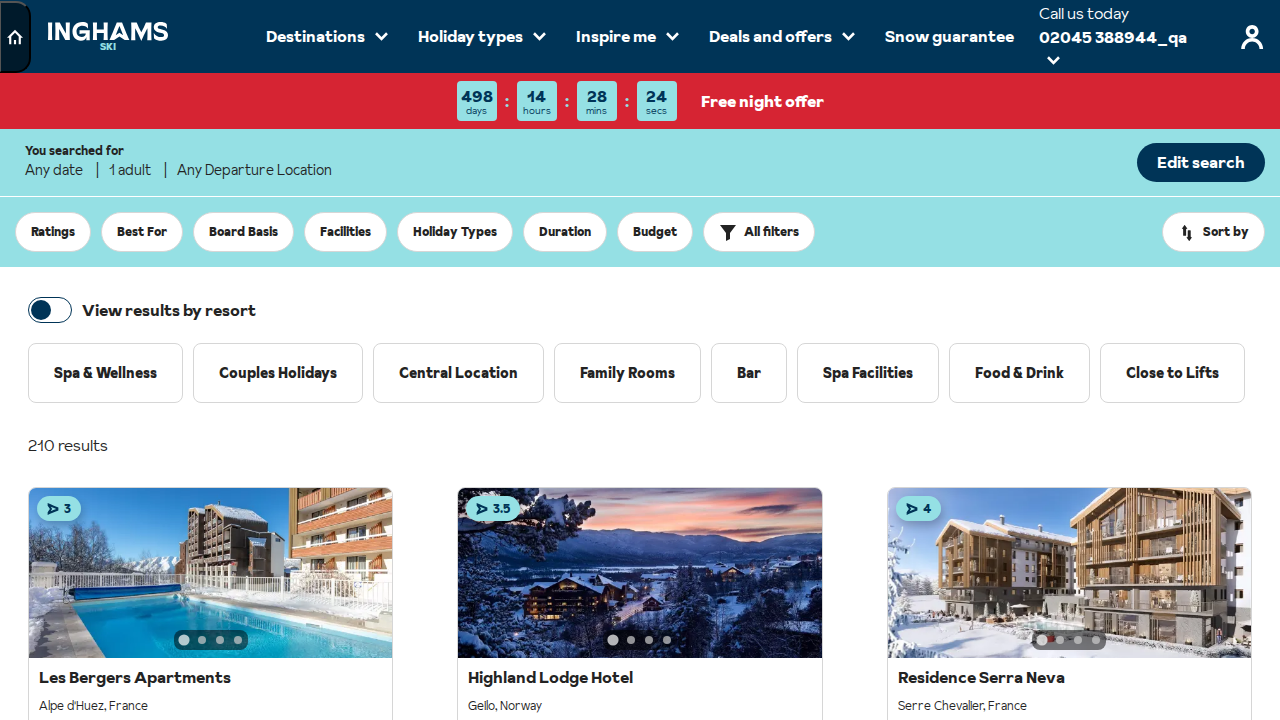 INGHAMS
SKI
Destinations
Holiday types
Inspire me
Deals and offers
Snow guarantee
Call us today
02045 388944_qa
498 days : 14 hours : 28 mins : 24 secs
Free night offer
You searched for
Any date | 1 adult | Any Departure Location
Edit search
Ratings
Best For
Board Basis
Facilities
Holiday Types
Duration
Budget
All filters
Sort by
View results by resort
Spa & Wellness
Couples Holidays
Central Location
Family Rooms
Bar
Spa Facilities
Food & Drink
Close to Lifts
210 results
3
3.5
4
Les Bergers Apartments
Highland Lodge Hotel
Residence Serra Neva
Alpe d'Huez, France
Geilo, Norway
Serre Chevalier, France